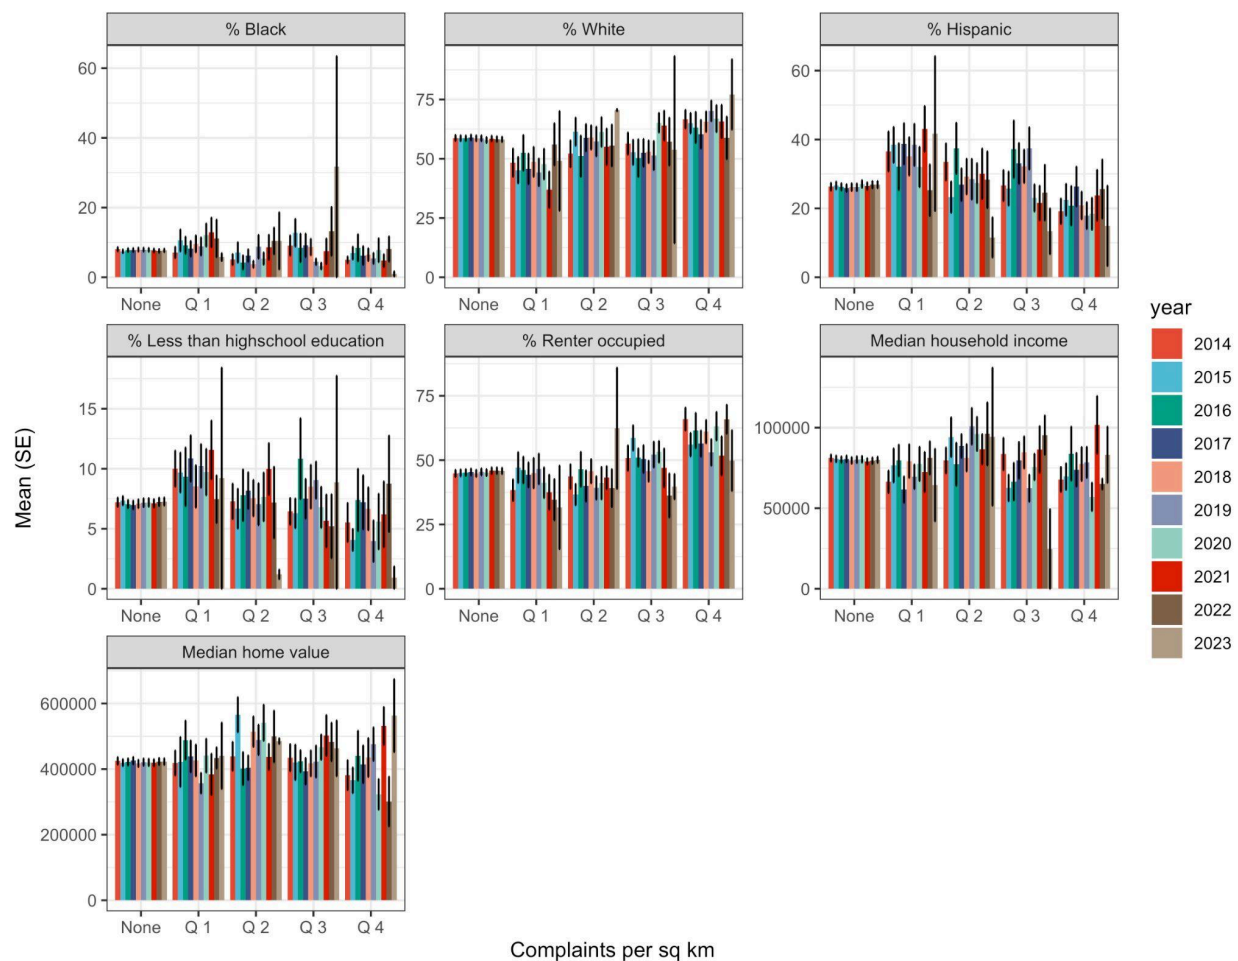 % Black
% White
% Hispanic
60
40
20
0
75
50
25
0
60
40
20
0
None Q 1 Q 2 Q 3 Q 4
None Q 1 Q 2 Q 3 Q 4
None Q 1 Q 2 Q 3 Q 4
% Less than highschool education
% Renter occupied
Median household income
15
10
5
0
75
50
25
0
100000
50000
0
None Q 1 Q 2 Q 3 Q 4
None Q 1 Q 2 Q 3 Q 4
None Q 1 Q 2 Q 3 Q 4
Median home value
600000
400000
200000
0
None Q 1 Q 2 Q 3 Q 4
Mean (SE)
Complaints per sq km
year
2014
2015
2016
2017
2018
2019
2020
2021
2022
2023